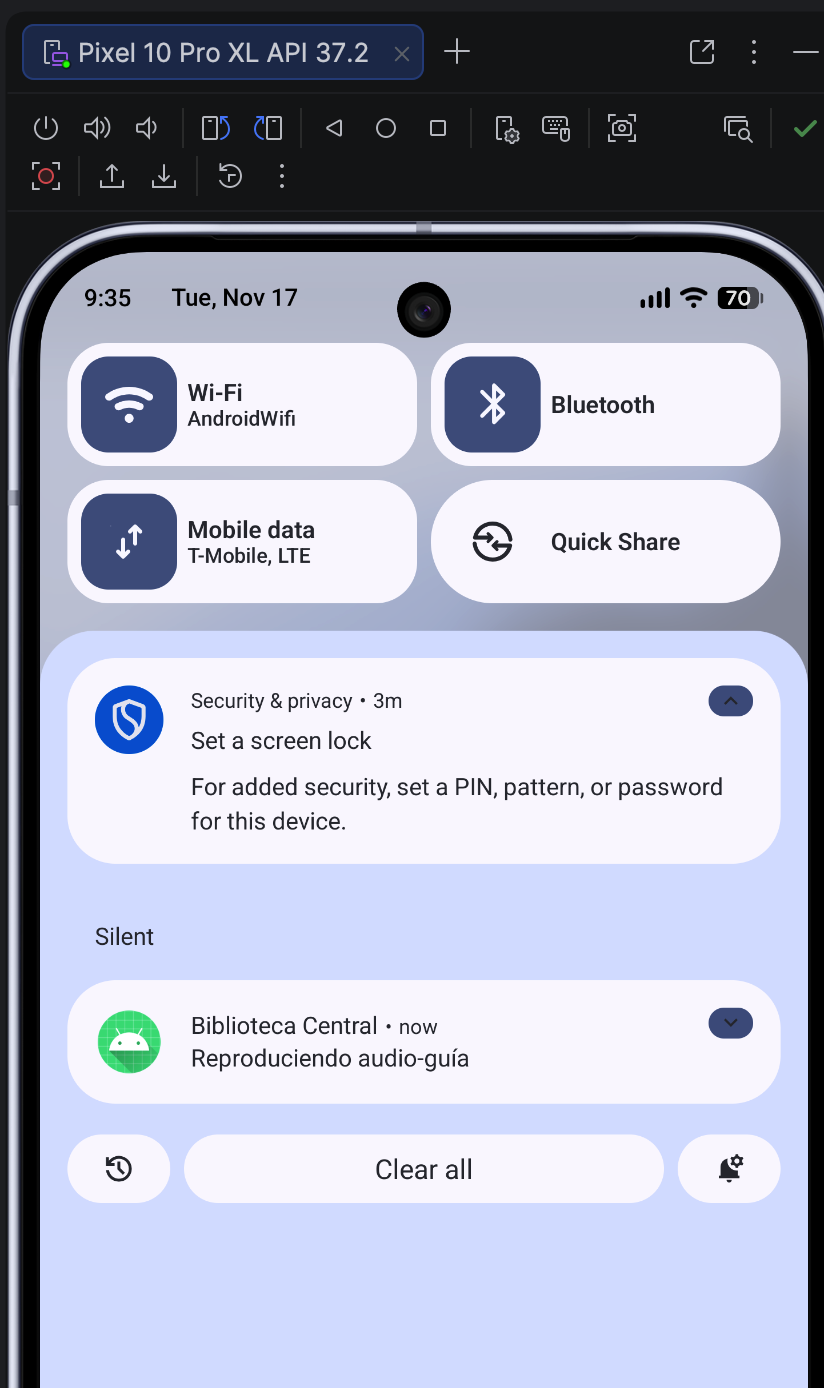 Pixel 10 Pro XL API 37.2
9:35 Tue, Nov 17 70
Wi-Fi
AndroidWifi
Bluetooth
Mobile data
T-Mobile, LTE
Quick Share
Security & privacy • 3m
Set a screen lock
For added security, set a PIN, pattern, or password
for this device.
Silent
Biblioteca Central • now
Reproduciendo audio-guía
Clear all